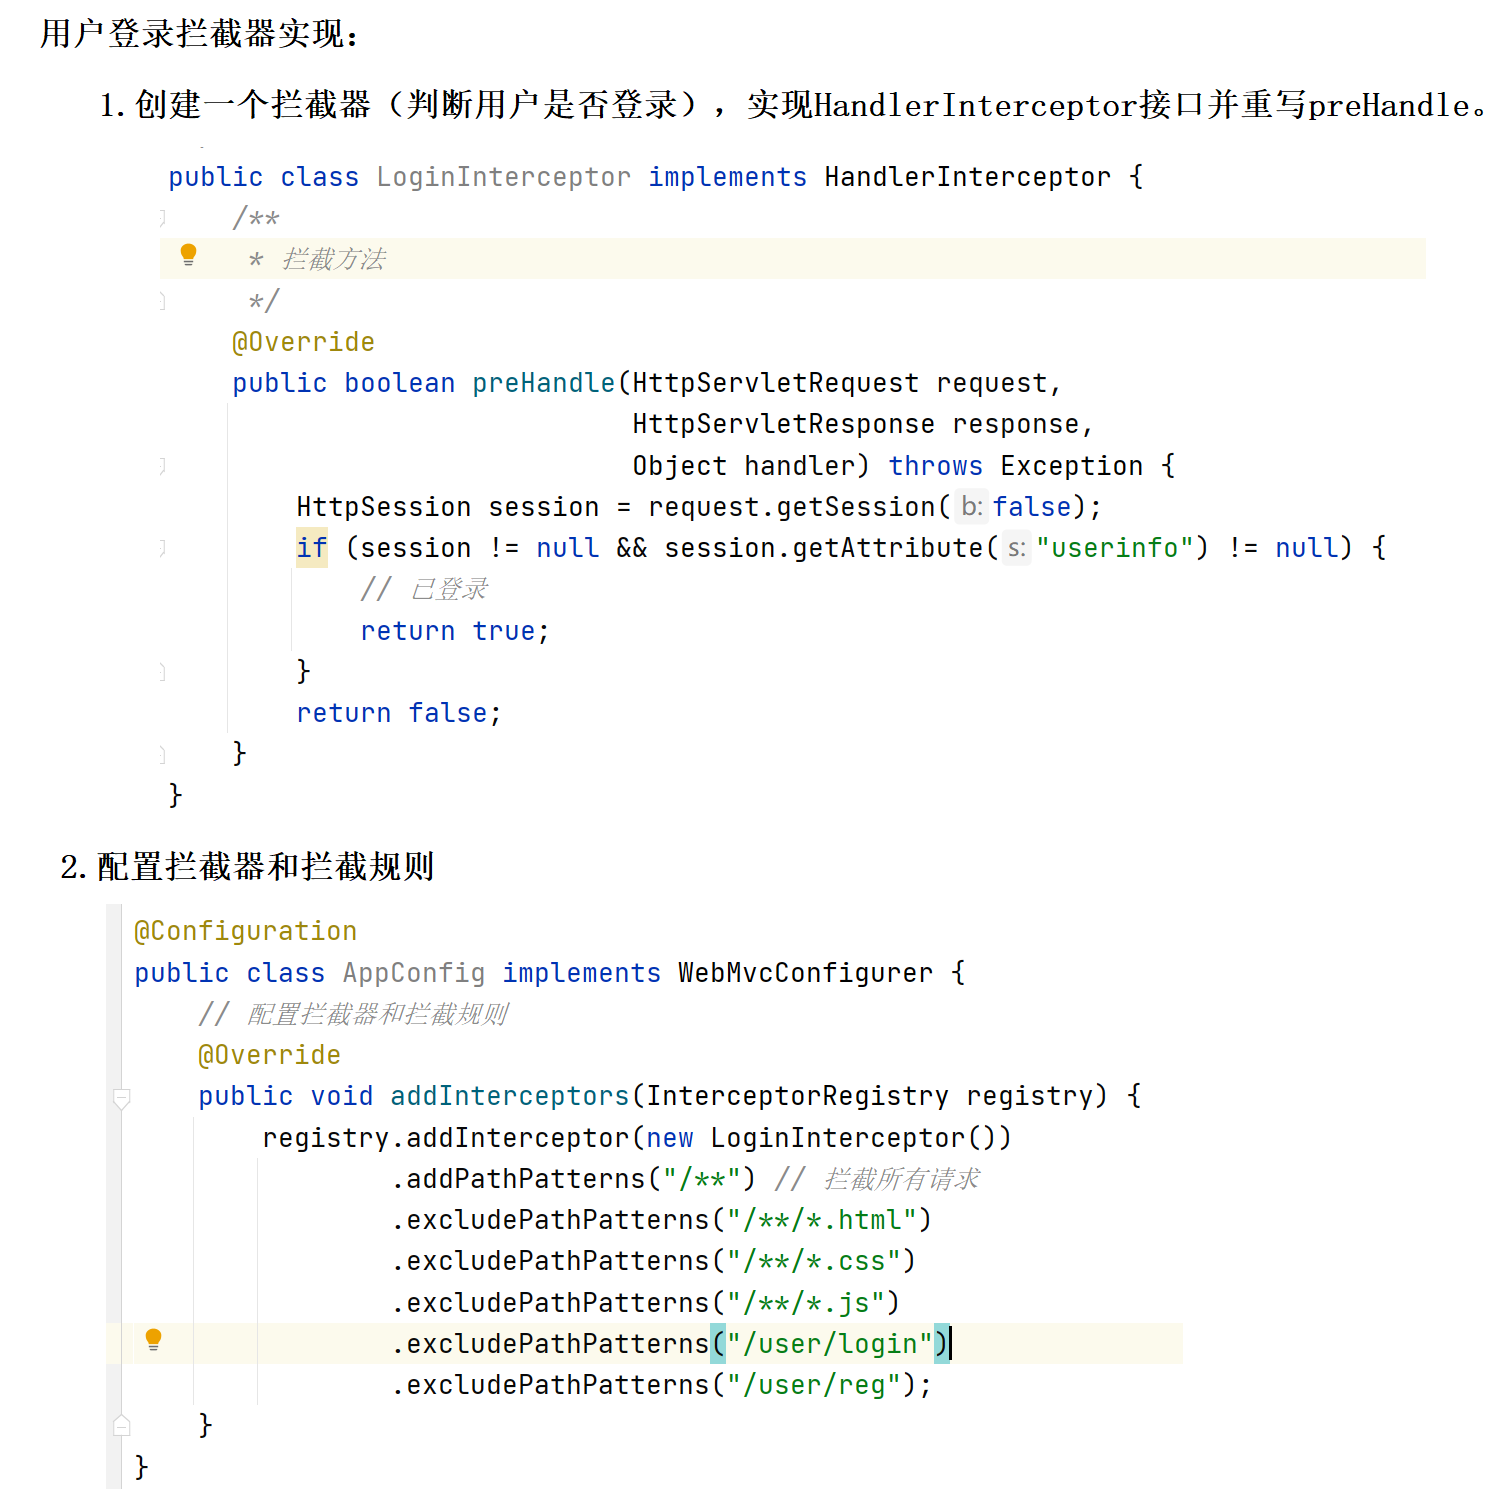 用户登录拦截器实现：
1. 创建一个拦截器（判断用户是否登录），实现HandlerInterceptor接口并重写preHandle。
public class LoginInterceptor implements HandlerInterceptor {
/**
* 拦截方法
*/
@Override
public boolean preHandle(HttpServletRequest request,
HttpServletResponse response,
Object handler) throws Exception {
HttpSession session = request.getSession( b: false);
if (session != null && session.getAttribute( s: "userinfo") != null) {
// 已登录
return true;
}
return false;
}
}
2. 配置拦截器和拦截规则
@Configuration
public class AppConfig implements WebMvcConfigurer {
// 配置拦截器和拦截规则
@Override
public void addInterceptors(InterceptorRegistry registry) {
registry.addInterceptor(new LoginInterceptor())
.addPathPatterns("/**") // 拦截所有请求
.excludePathPatterns("/**/*.html")
.excludePathPatterns("/**/*.css")
.excludePathPatterns("/**/*.js")
.excludePathPatterns("/user/login")
.excludePathPatterns("/user/reg");
}
}